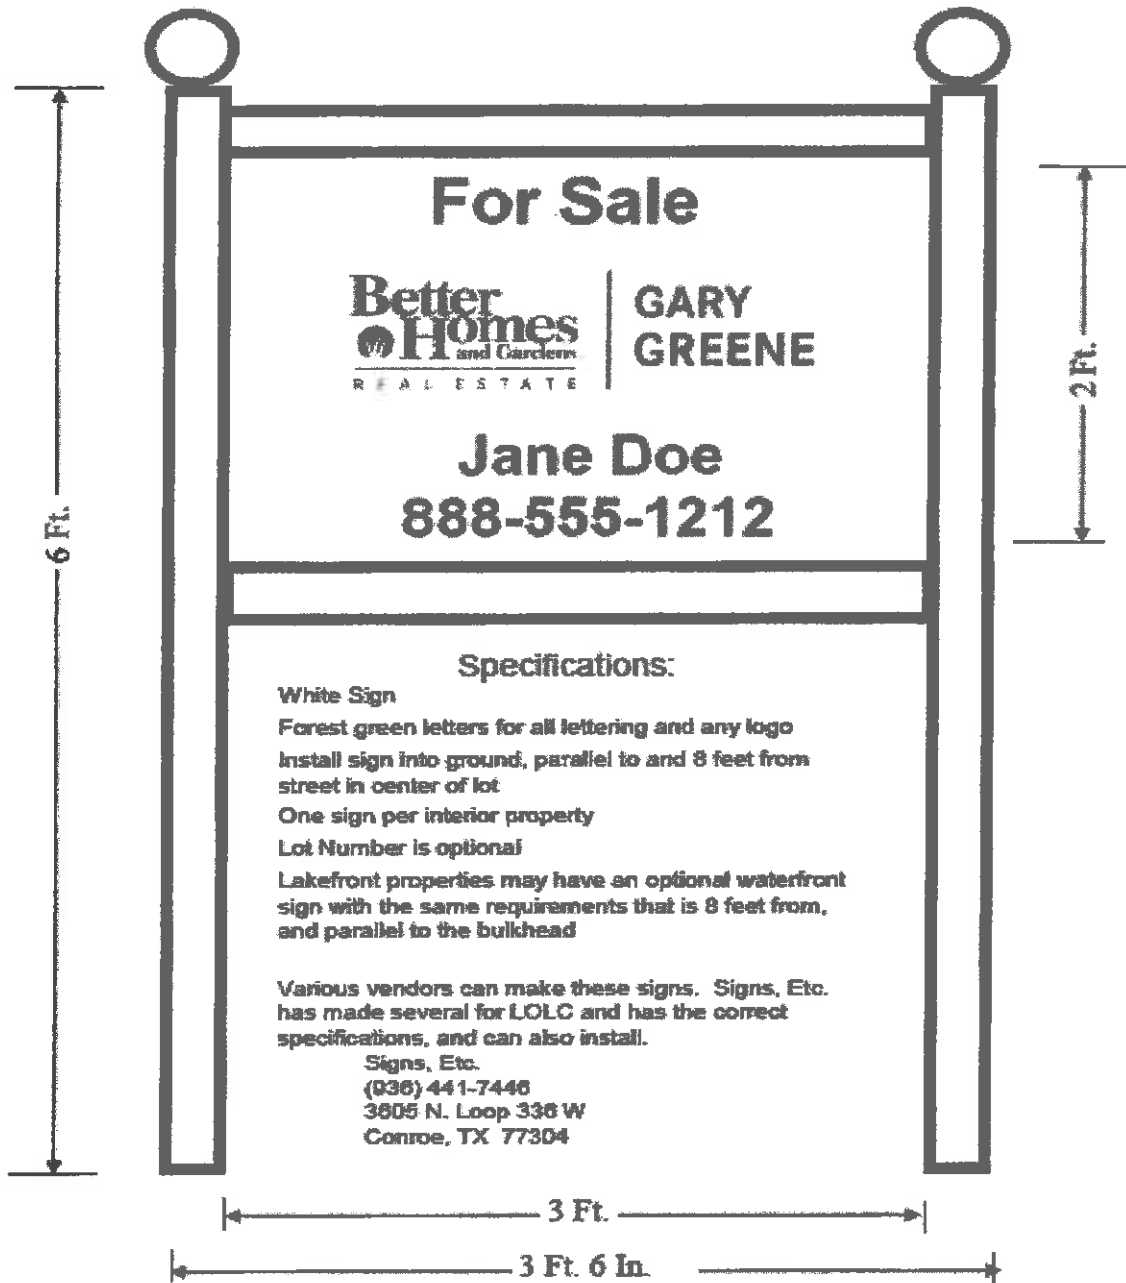 For Sale
Better
Homes
and Gardens
REAL ESTATE
GARY
GREENE
Jane Doe
888-555-1212
6 Ft.
2 Ft.
Specifications:
White Sign
Forest green letters for all lettering and any logo
Install sign into ground, parallel to and 8 feet from
street in center of lot
One sign per interior property
Lot Number is optional
Lakefront properties may have an optional waterfront
sign with the same requirements that is 8 feet from,
and parallel to the bulkhead
Various vendors can make these signs. Signs, Etc.
has made several for LOLC and has the correct
specifications, and can also install.
Signs, Etc.
(936) 441-7446
3605 N. Loop 336 W
Conroe, TX 77304
3 Ft.
3 Ft. 6 In.